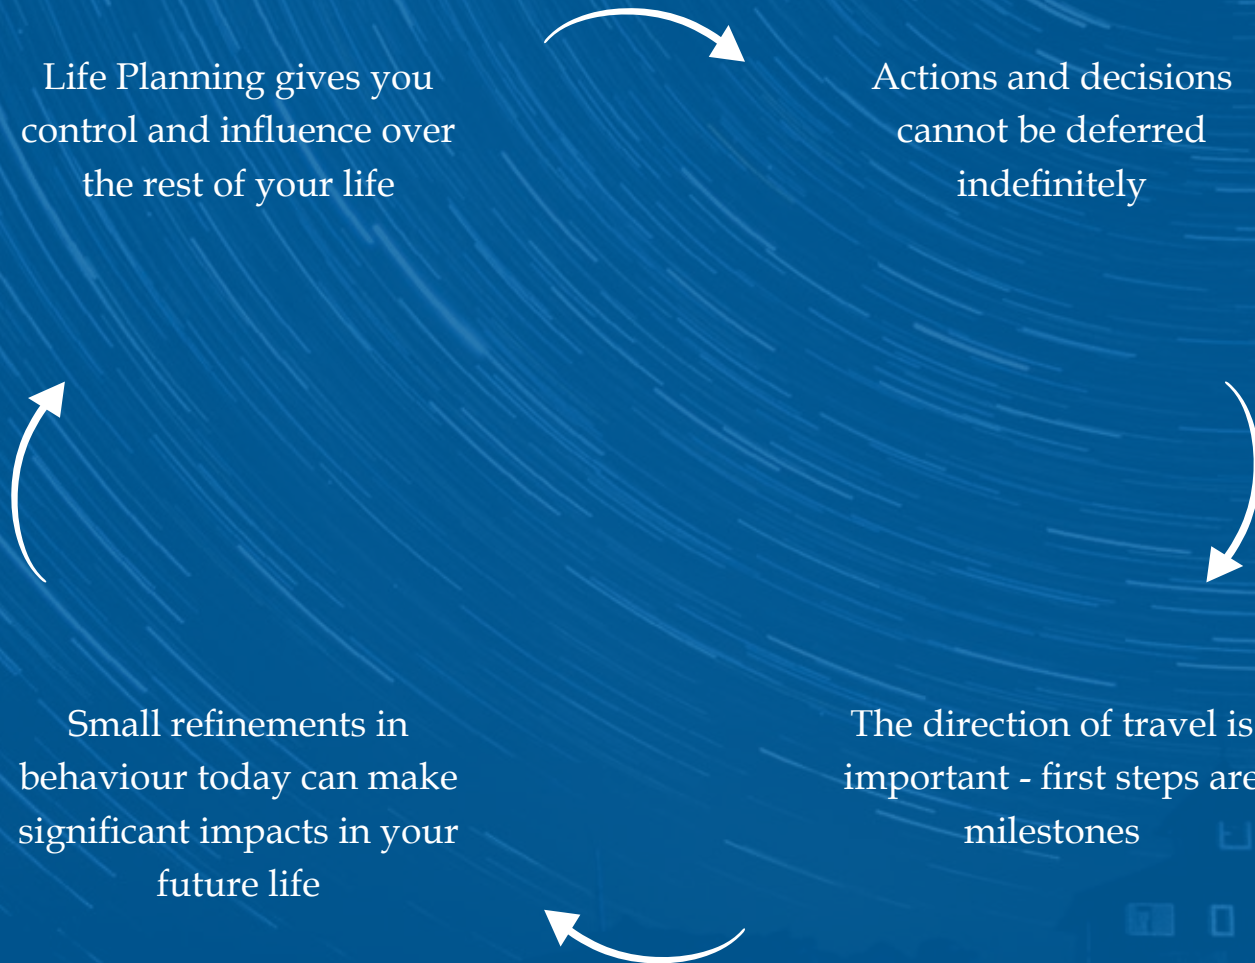 Life Planning gives you
control and influence over
the rest of your life
Actions and decisions
cannot be deferred
indefinitely
The direction of travel is
important - first steps are
milestones
Small refinements in
behaviour today can make
significant impacts in your
future life